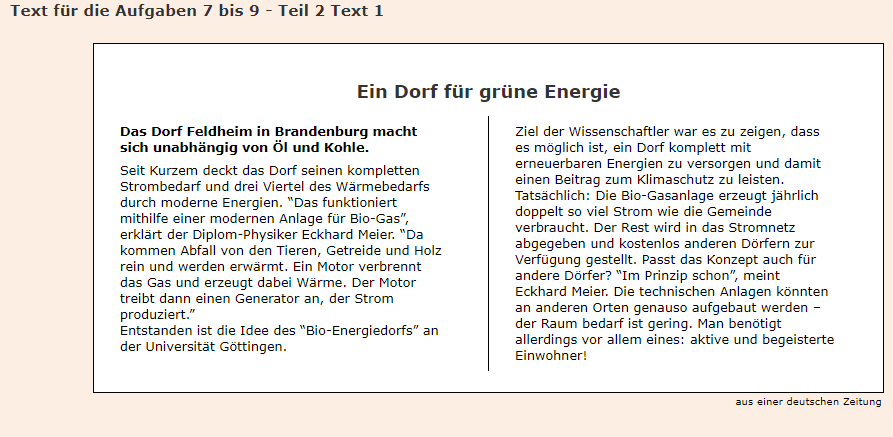 Text für die Aufgaben 7 bis 9 - Teil 2 Text 1
Ein Dorf für grüne Energie
Das Dorf Feldheim in Brandenburg macht
sich unabhängig von Öl und Kohle.
Seit Kurzem deckt das Dorf seinen kompletten
Strombedarf und drei Viertel des Wärmebedarfs
durch moderne Energien. “Das funktioniert
mithilfe einer modernen Anlage für Bio-Gas”,
erklärt der Diplom-Physiker Eckhard Meier. “Da
kommen Abfall von den Tieren, Getreide und Holz
rein und werden erwärmt. Ein Motor verbrennt
das Gas und erzeugt dabei Wärme. Der Motor
treibt dann einen Generator an, der Strom
produziert.”
Entstanden ist die Idee des “Bio-Energiedorfs” an
der Universität Göttingen.
Ziel der Wissenschaftler war es zu zeigen, dass
es möglich ist, ein Dorf komplett mit
erneuerbaren Energien zu versorgen und damit
einen Beitrag zum Klimaschutz zu leisten.
Tatsächlich: Die Bio-Gasanlage erzeugt jährlich
doppelt so viel Strom wie die Gemeinde
verbraucht. Der Rest wird in das Stromnetz
abgegeben und kostenlos anderen Dörfern zur
Verfügung gestellt. Passt das Konzept auch für
andere Dörfer? “Im Prinzip schon”, meint
Eckhard Meier. Die technischen Anlagen könnten
an anderen Orten genauso aufgebaut werden –
der Raum bedarf ist gering. Man benötigt
allerdings vor allem eines: aktive und begeisterte
Einwohner!
aus einer deutschen Zeitung